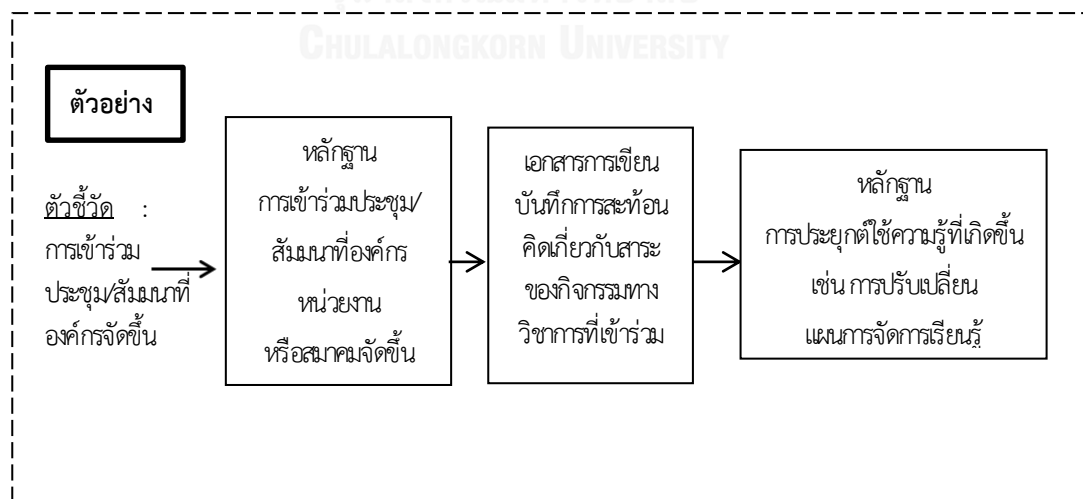 CHULALONGKORN UNIVERSITY
ตัวอย่าง
ตัวชี้วัด :
การเข้าร่วม
ประชุม/สัมมนาที่
องค์กรจัดขึ้น
หลักฐาน
การเข้าร่วมประชุม/
สัมมนาที่องค์กร
หน่วยงาน
หรือสมาคมจัดขึ้น
เอกสารการเขียน
บันทึกการสะท้อน
คิดเกี่ยวกับสาระ
ของกิจกรรมทาง
วิชาการที่เข้าร่วม
หลักฐาน
การประยุกต์ใช้ความรู้ที่เกิดขึ้น
เช่น การปรับเปลี่ยน
แผนการจัดการเรียนรู้